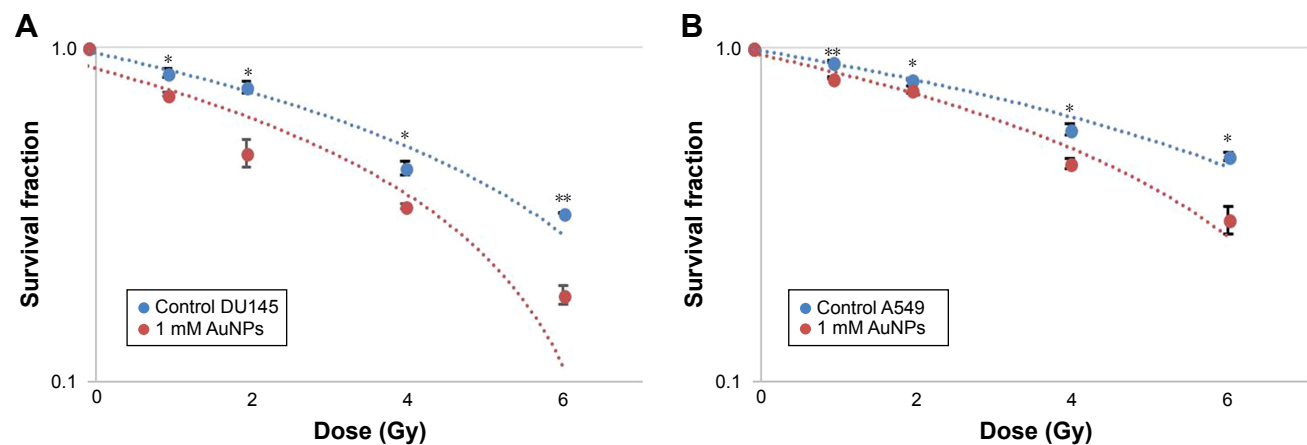 A
1.0
*
*
*
**
Survival fraction
Control DU145
1 mM AuNPs
0.1
0
2
4
6
Dose (Gy)
B
1.0
**
*
*
*
Survival fraction
Control A549
1 mM AuNPs
0.1
0
2
4
6
Dose (Gy)